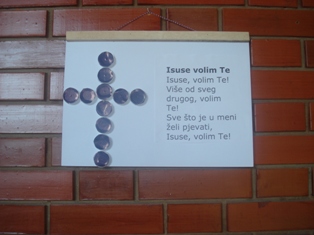 Isuse volim Te
Isuse, volim Te!
Više od sveg
drugog, volim
Te!
Sve što je u meni
želi pjevati,
Isuse, volim Te!